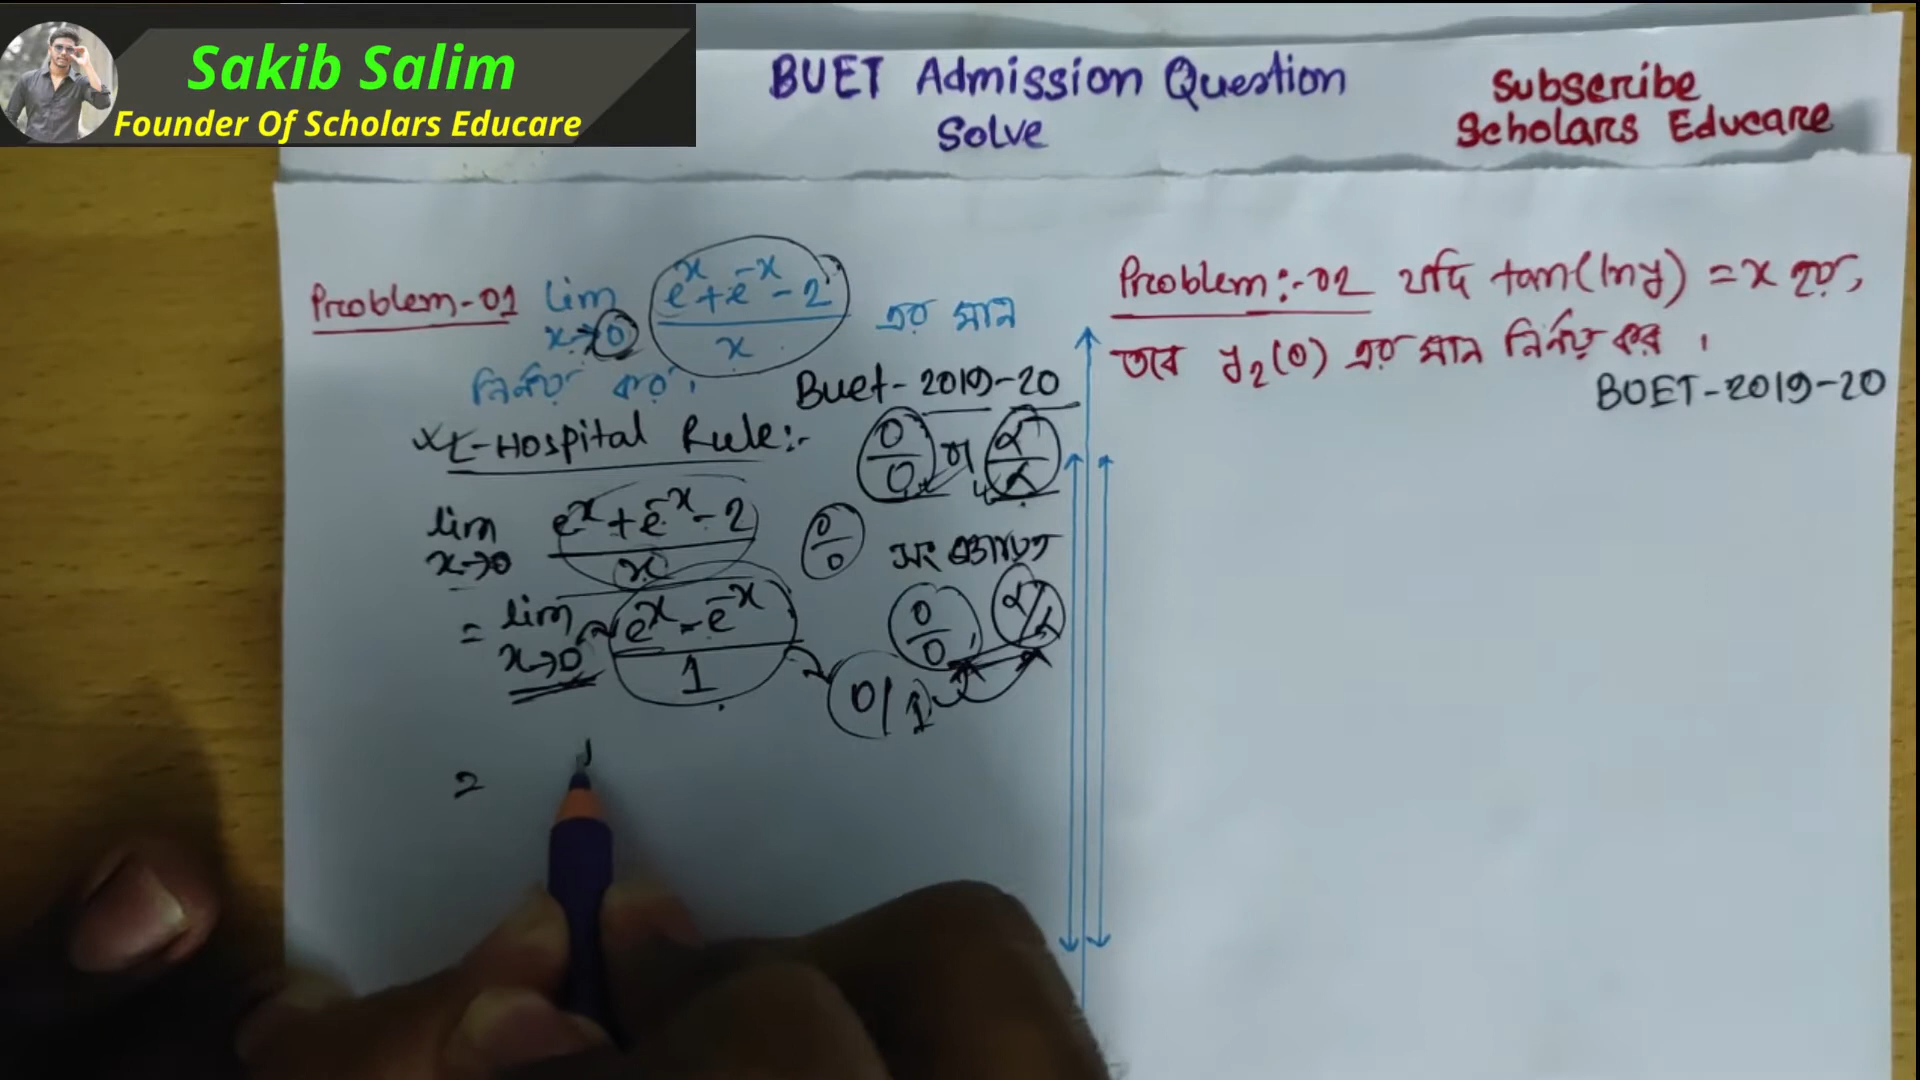 Sakib Salim
Founder Of Scholars Educare
BUET Admission Question
Solve
Subscribe
Scholars Educare
Problem-01 lim x→0 (e^x + e^-x - 2)/x এর মান
নির্ণয় কর।
Buet-2019-20
L-Hospital Rule:-
0/0 বা α/α
lim x→0 (e^x + e^-x - 2)/x 0/0
= lim x→0 (e^x - e^-x)/1
0/0, α/α
0/1
=
Problem:-02 যদি tan(lny) = x হয়,
তবে y₂(0) এর মান নির্ণয় কর।
BUET-2019-20